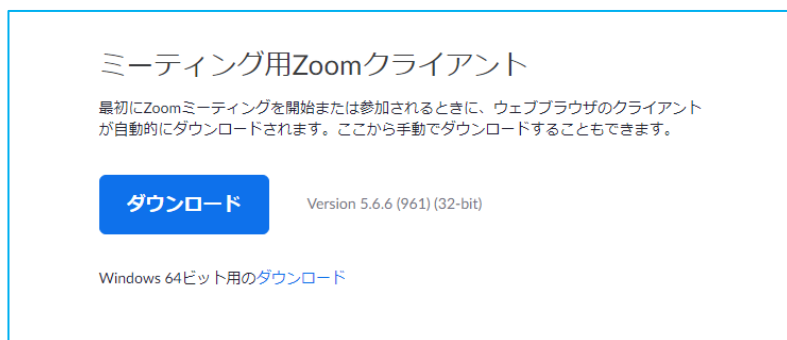 ミーティング用Zoomクライアント
最初にZoomミーティングを開始または参加されるときに、ウェブブラウザのクライアント
が自動的にダウンロードされます。ここから手動でダウンロードすることもできます。
ダウンロード
Version 5.6.6 (961) (32-bit)
Windows 64ビット用のダウンロード